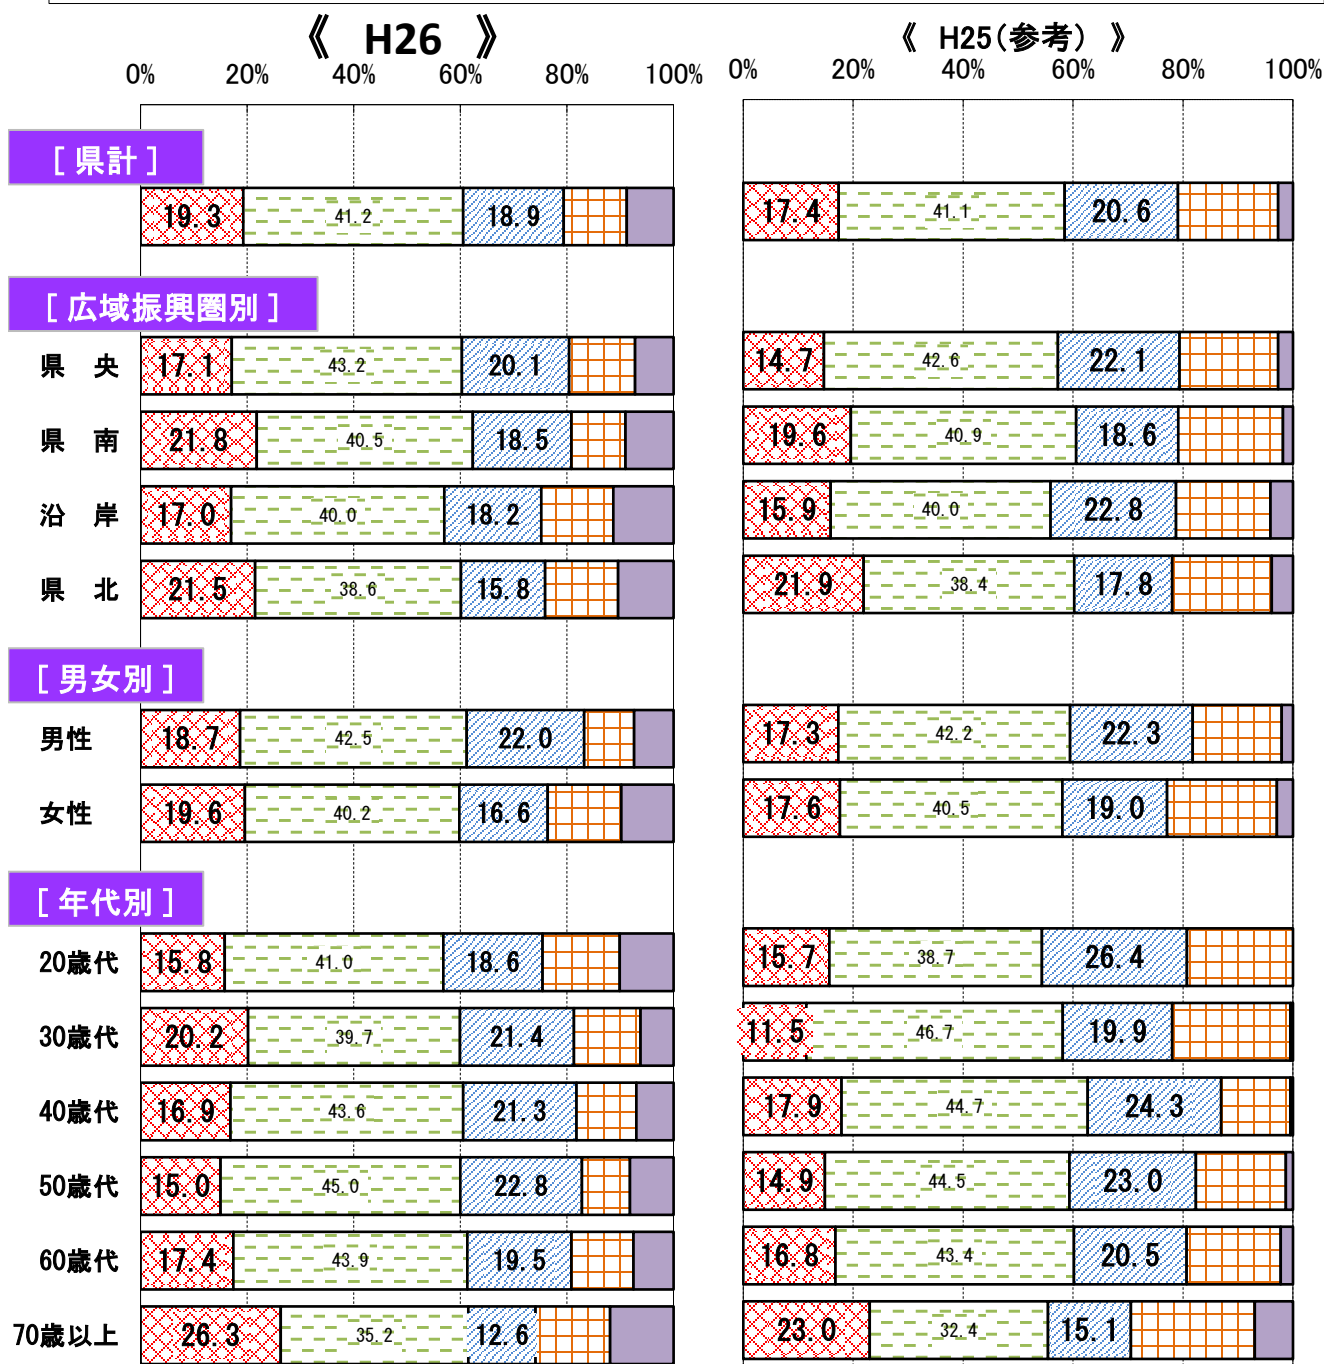 《 H26 》 《 H25(参考) 》
0% 20% 40% 60% 80% 100% 0% 20% 40% 60% 80% 100%
[ 県計 ]
19.3 41.2 18.9 17.4 41.1 20.6
[ 広域振興圏別 ]
県 央 17.1 43.2 20.1 14.7 42.6 22.1
県 南 21.8 40.5 18.5 19.6 40.9 18.6
沿 岸 17.0 40.0 18.2 15.9 40.0 22.8
県 北 21.5 38.6 15.8 21.9 38.4 17.8
[ 男女別 ]
男性 18.7 42.5 22.0 17.3 42.2 22.3
女性 19.6 40.2 16.6 17.6 40.5 19.0
[ 年代別 ]
20歳代 15.8 41.0 18.6 15.7 38.7 26.4
30歳代 20.2 39.7 21.4 11.5 46.7 19.9
40歳代 16.9 43.6 21.3 17.9 44.7 24.3
50歳代 15.0 45.0 22.8 14.9 44.5 23.0
60歳代 17.4 43.9 19.5 16.8 43.4 20.5
70歳以上 26.3 35.2 12.6 23.0 32.4 15.1